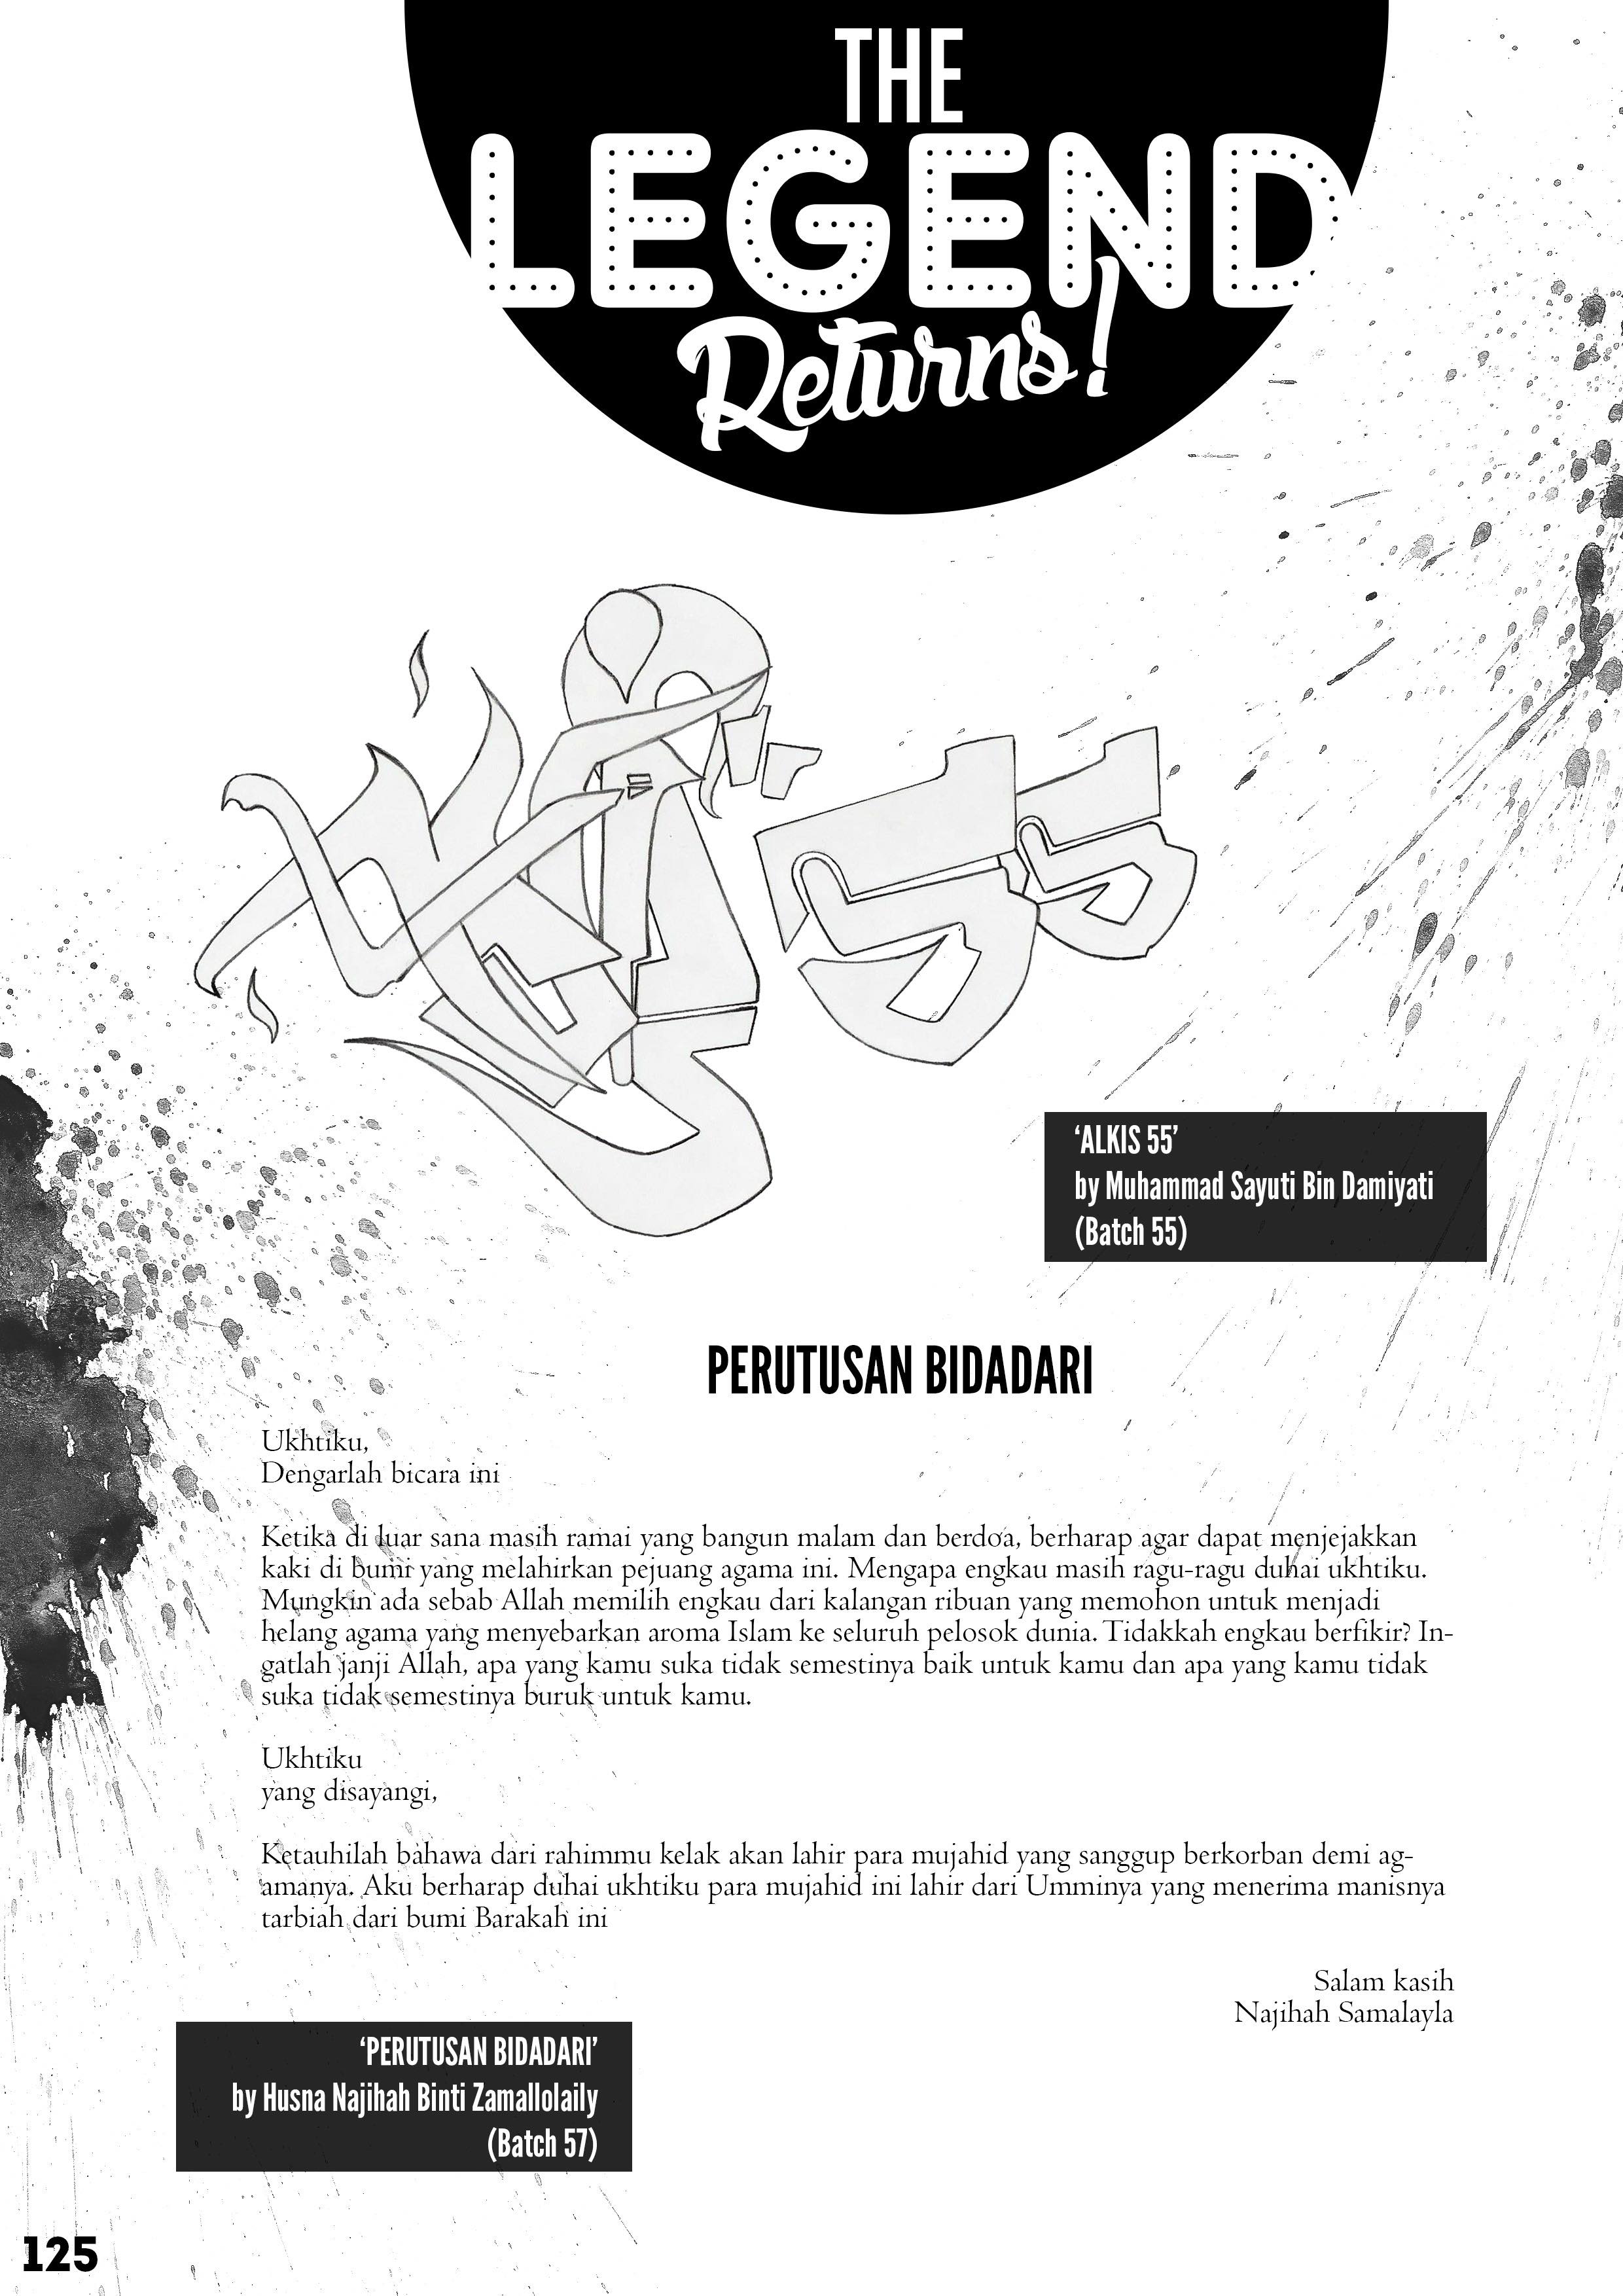 THE
LEGEND
Returns!
‘ALKIS 55’
by Muhammad Sayuti Bin Damiyati
(Batch 55)
PERUTUSAN BIDADARI
Ukhtiku,
Dengarlah bicara ini
Ketika di luar sana masih ramai yang bangun malam dan berdoa, berharap agar dapat menjejakkan
kaki di bumi yang melahirkan pejuang agama ini. Mengapa engkau masih ragu-ragu duhai ukhtiku.
Mungkin ada sebab Allah memilih engkau dari kalangan ribuan yang memohon untuk menjadi
helang agama yang menyebarkan aroma Islam ke seluruh pelosok dunia. Tidakkah engkau berfikir? In-
gatlah janji Allah, apa yang kamu suka tidak semestinya baik untuk kamu dan apa yang kamu tidak
suka tidak semestinya buruk untuk kamu.
Ukhtiku
yang disayangi,
Ketauhilah bahawa dari rahimmu kelak akan lahir para mujahid yang sanggup berkorban demi ag-
amanya. Aku berharap duhai ukhtiku para mujahid ini lahir dari Umminya yang menerima manisnya
tarbiah dari bumi Barakah ini
Salam kasih
Najihah Samalayla
‘PERUTUSAN BIDADARI’
by Husna Najihah Binti Zamallolaily
(Batch 57)
125